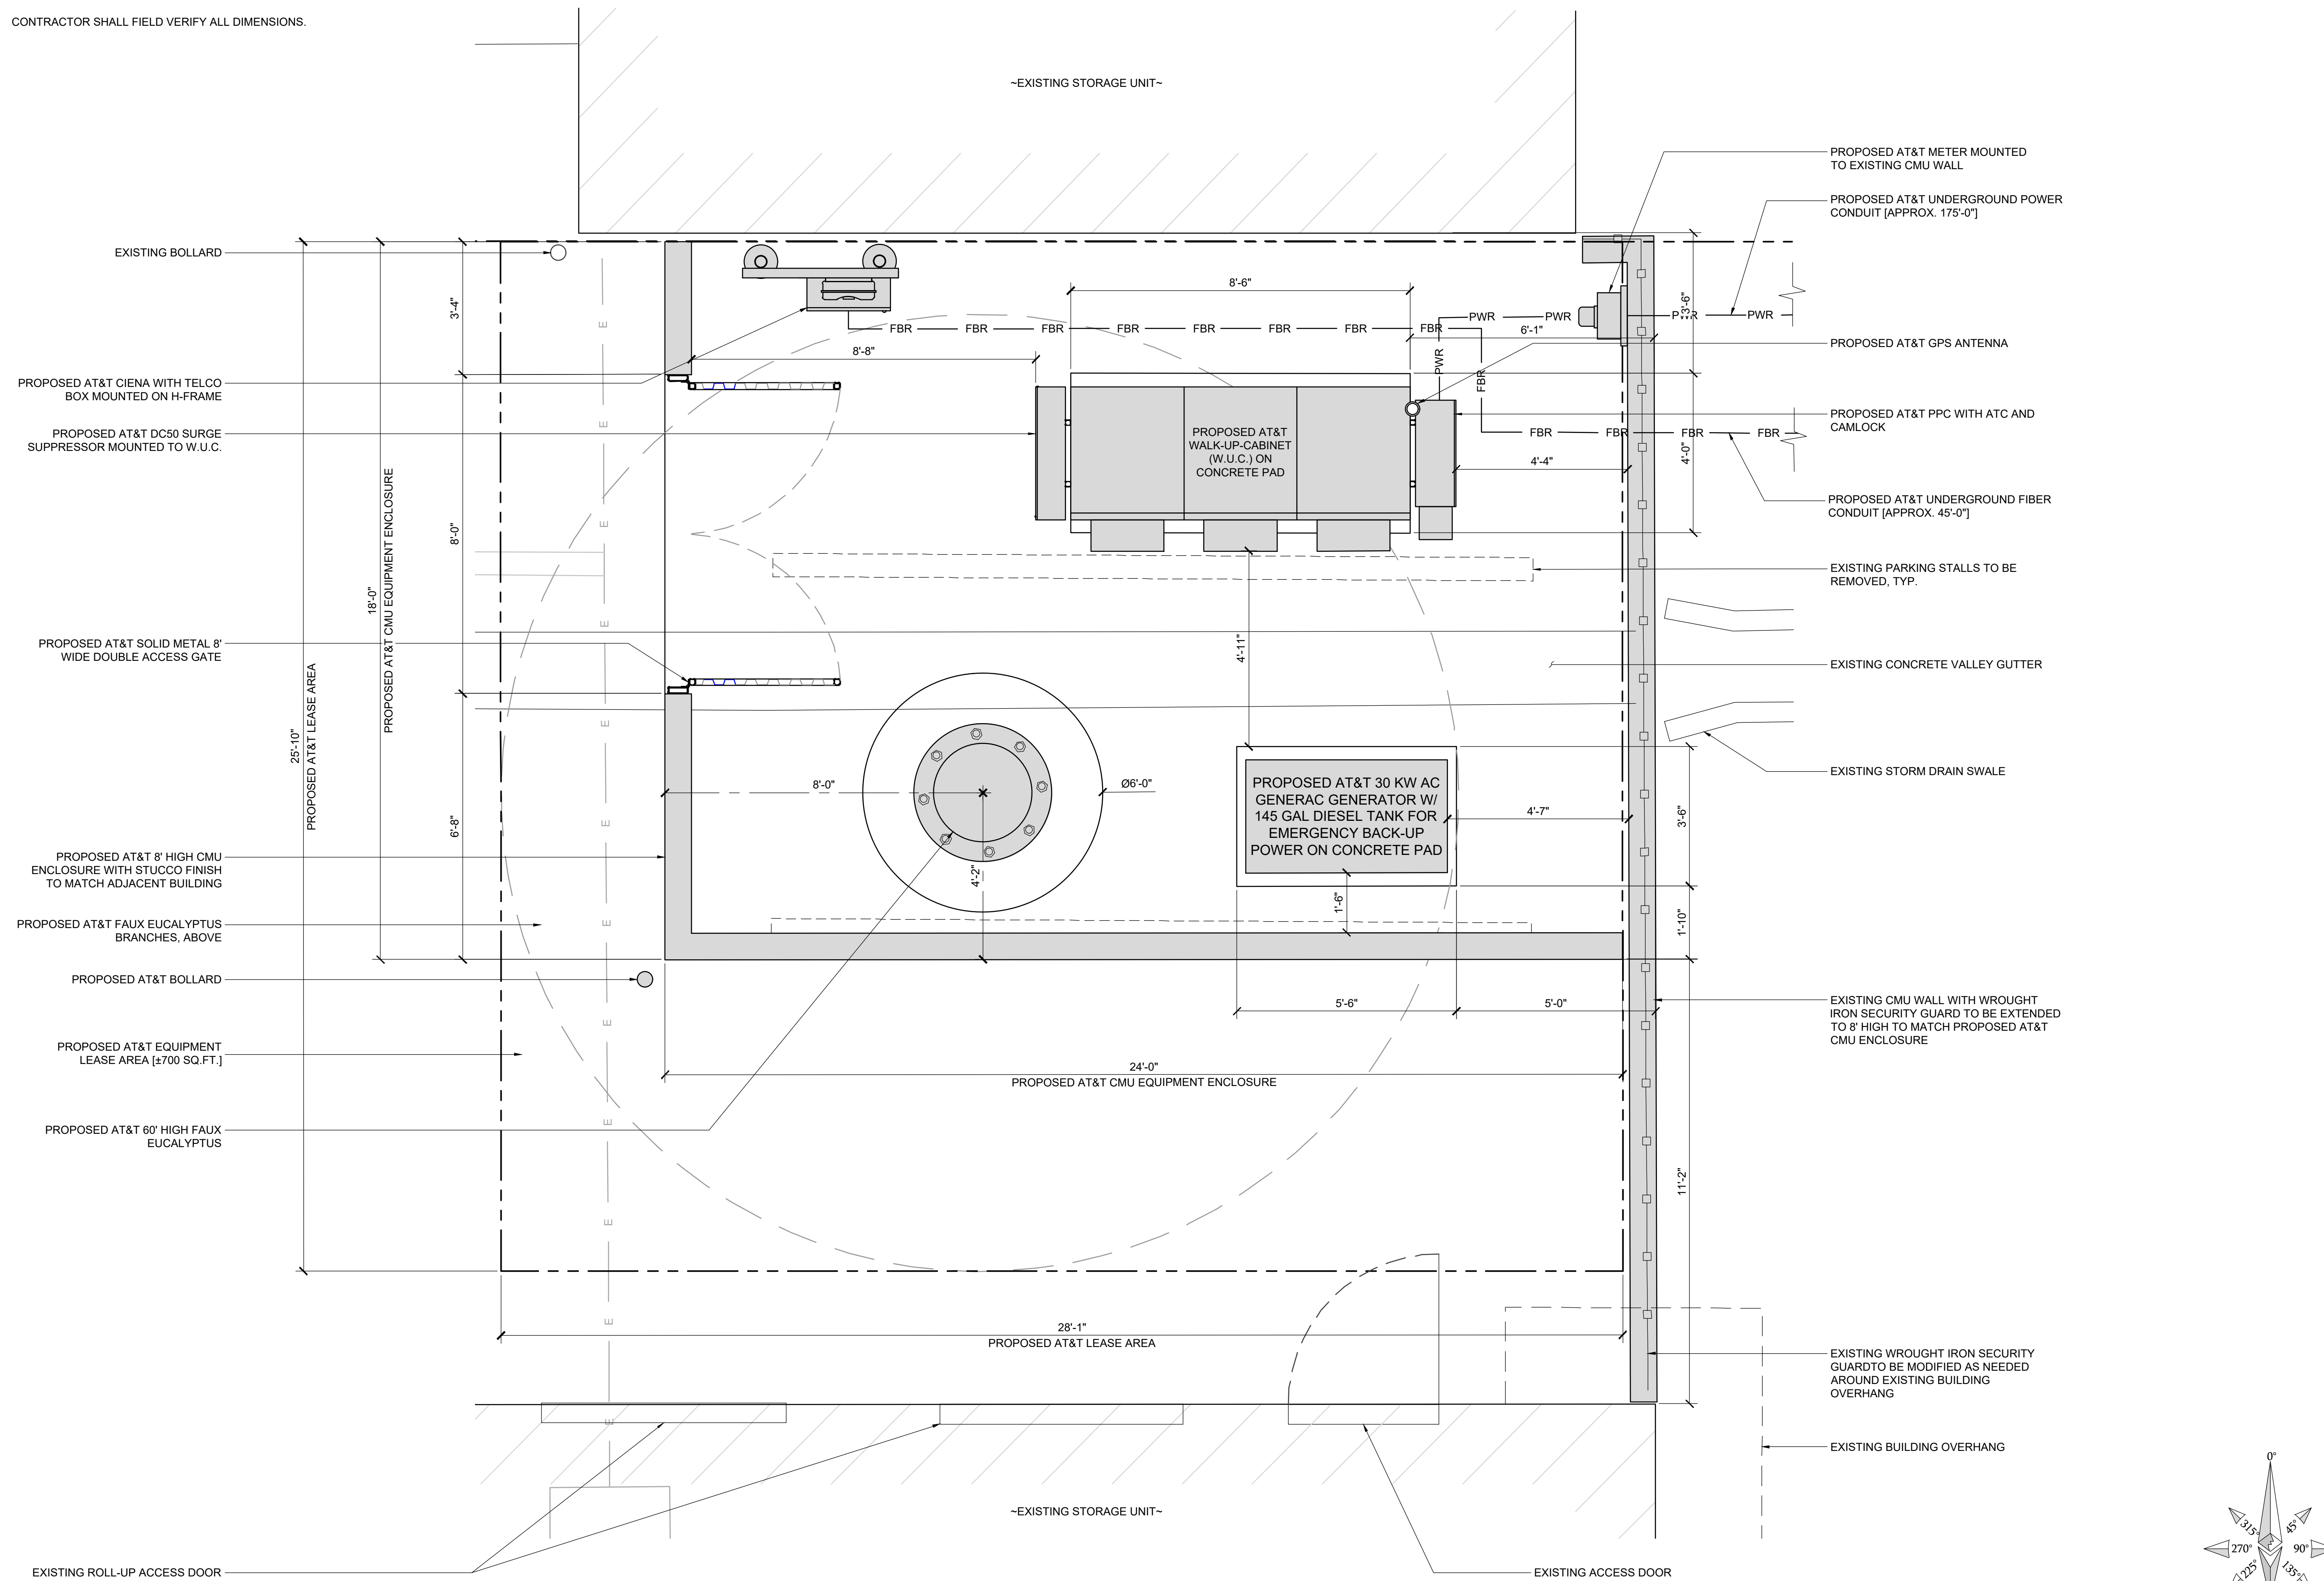 CONTRACTOR SHALL FIELD VERIFY ALL DIMENSIONS.
~EXISTING STORAGE UNIT~
EXISTING BOLLARD
PROPOSED AT&T CIENA WITH TELCO
BOX MOUNTED ON H-FRAME
PROPOSED AT&T DC50 SURGE
SUPPRESSOR MOUNTED TO W.U.C.
PROPOSED AT&T SOLID METAL 8'
WIDE DOUBLE ACCESS GATE
PROPOSED AT&T 8' HIGH CMU
ENCLOSURE WITH STUCCO FINISH
TO MATCH ADJACENT BUILDING
PROPOSED AT&T FAUX EUCALYPTUS
BRANCHES, ABOVE
PROPOSED AT&T BOLLARD
PROPOSED AT&T EQUIPMENT
LEASE AREA [±700 SQ.FT.]
PROPOSED AT&T 60' HIGH FAUX
EUCALYPTUS
EXISTING ROLL-UP ACCESS DOOR
25'-10"
PROPOSED AT&T LEASE AREA
18'-0"
PROPOSED AT&T CMU EQUIPMENT ENCLOSURE
3'-4"
8'-0"
6'-8"
E
E
E
E
E
E
E
E
E
E
E
8'-6"
FBR FBR FBR FBR FBR FBR FBR FBR
PWR PWR
PWR
FBR
PWR PWR
6'-1"
3'-6"
8'-8"
PROPOSED AT&T
WALK-UP-CABINET
(W.U.C.) ON
CONCRETE PAD
FBR FBR FBR FBR
4'-4"
4'-0"
4'-11"
8'-0"
Ø6'-0"
4'-2"
PROPOSED AT&T 30 KW AC
GENERAC GENERATOR W/
145 GAL DIESEL TANK FOR
EMERGENCY BACK-UP
POWER ON CONCRETE PAD
4'-7"
3'-6"
1'-6"
1'-10"
5'-6"
5'-0"
24'-0"
PROPOSED AT&T CMU EQUIPMENT ENCLOSURE
11'-2"
28'-1"
PROPOSED AT&T LEASE AREA
~EXISTING STORAGE UNIT~
PROPOSED AT&T METER MOUNTED
TO EXISTING CMU WALL
PROPOSED AT&T UNDERGROUND POWER
CONDUIT [APPROX. 175'-0"]
PROPOSED AT&T GPS ANTENNA
PROPOSED AT&T PPC WITH ATC AND
CAMLOCK
PROPOSED AT&T UNDERGROUND FIBER
CONDUIT [APPROX. 45'-0"]
EXISTING PARKING STALLS TO BE
REMOVED, TYP.
EXISTING CONCRETE VALLEY GUTTER
EXISTING STORM DRAIN SWALE
EXISTING CMU WALL WITH WROUGHT
IRON SECURITY GUARD TO BE EXTENDED
TO 8' HIGH TO MATCH PROPOSED AT&T
CMU ENCLOSURE
EXISTING WROUGHT IRON SECURITY
GUARDTO BE MODIFIED AS NEEDED
AROUND EXISTING BUILDING
OVERHANG
EXISTING BUILDING OVERHANG
EXISTING ACCESS DOOR
0°
315° 45°
270° 90°
225° 135°